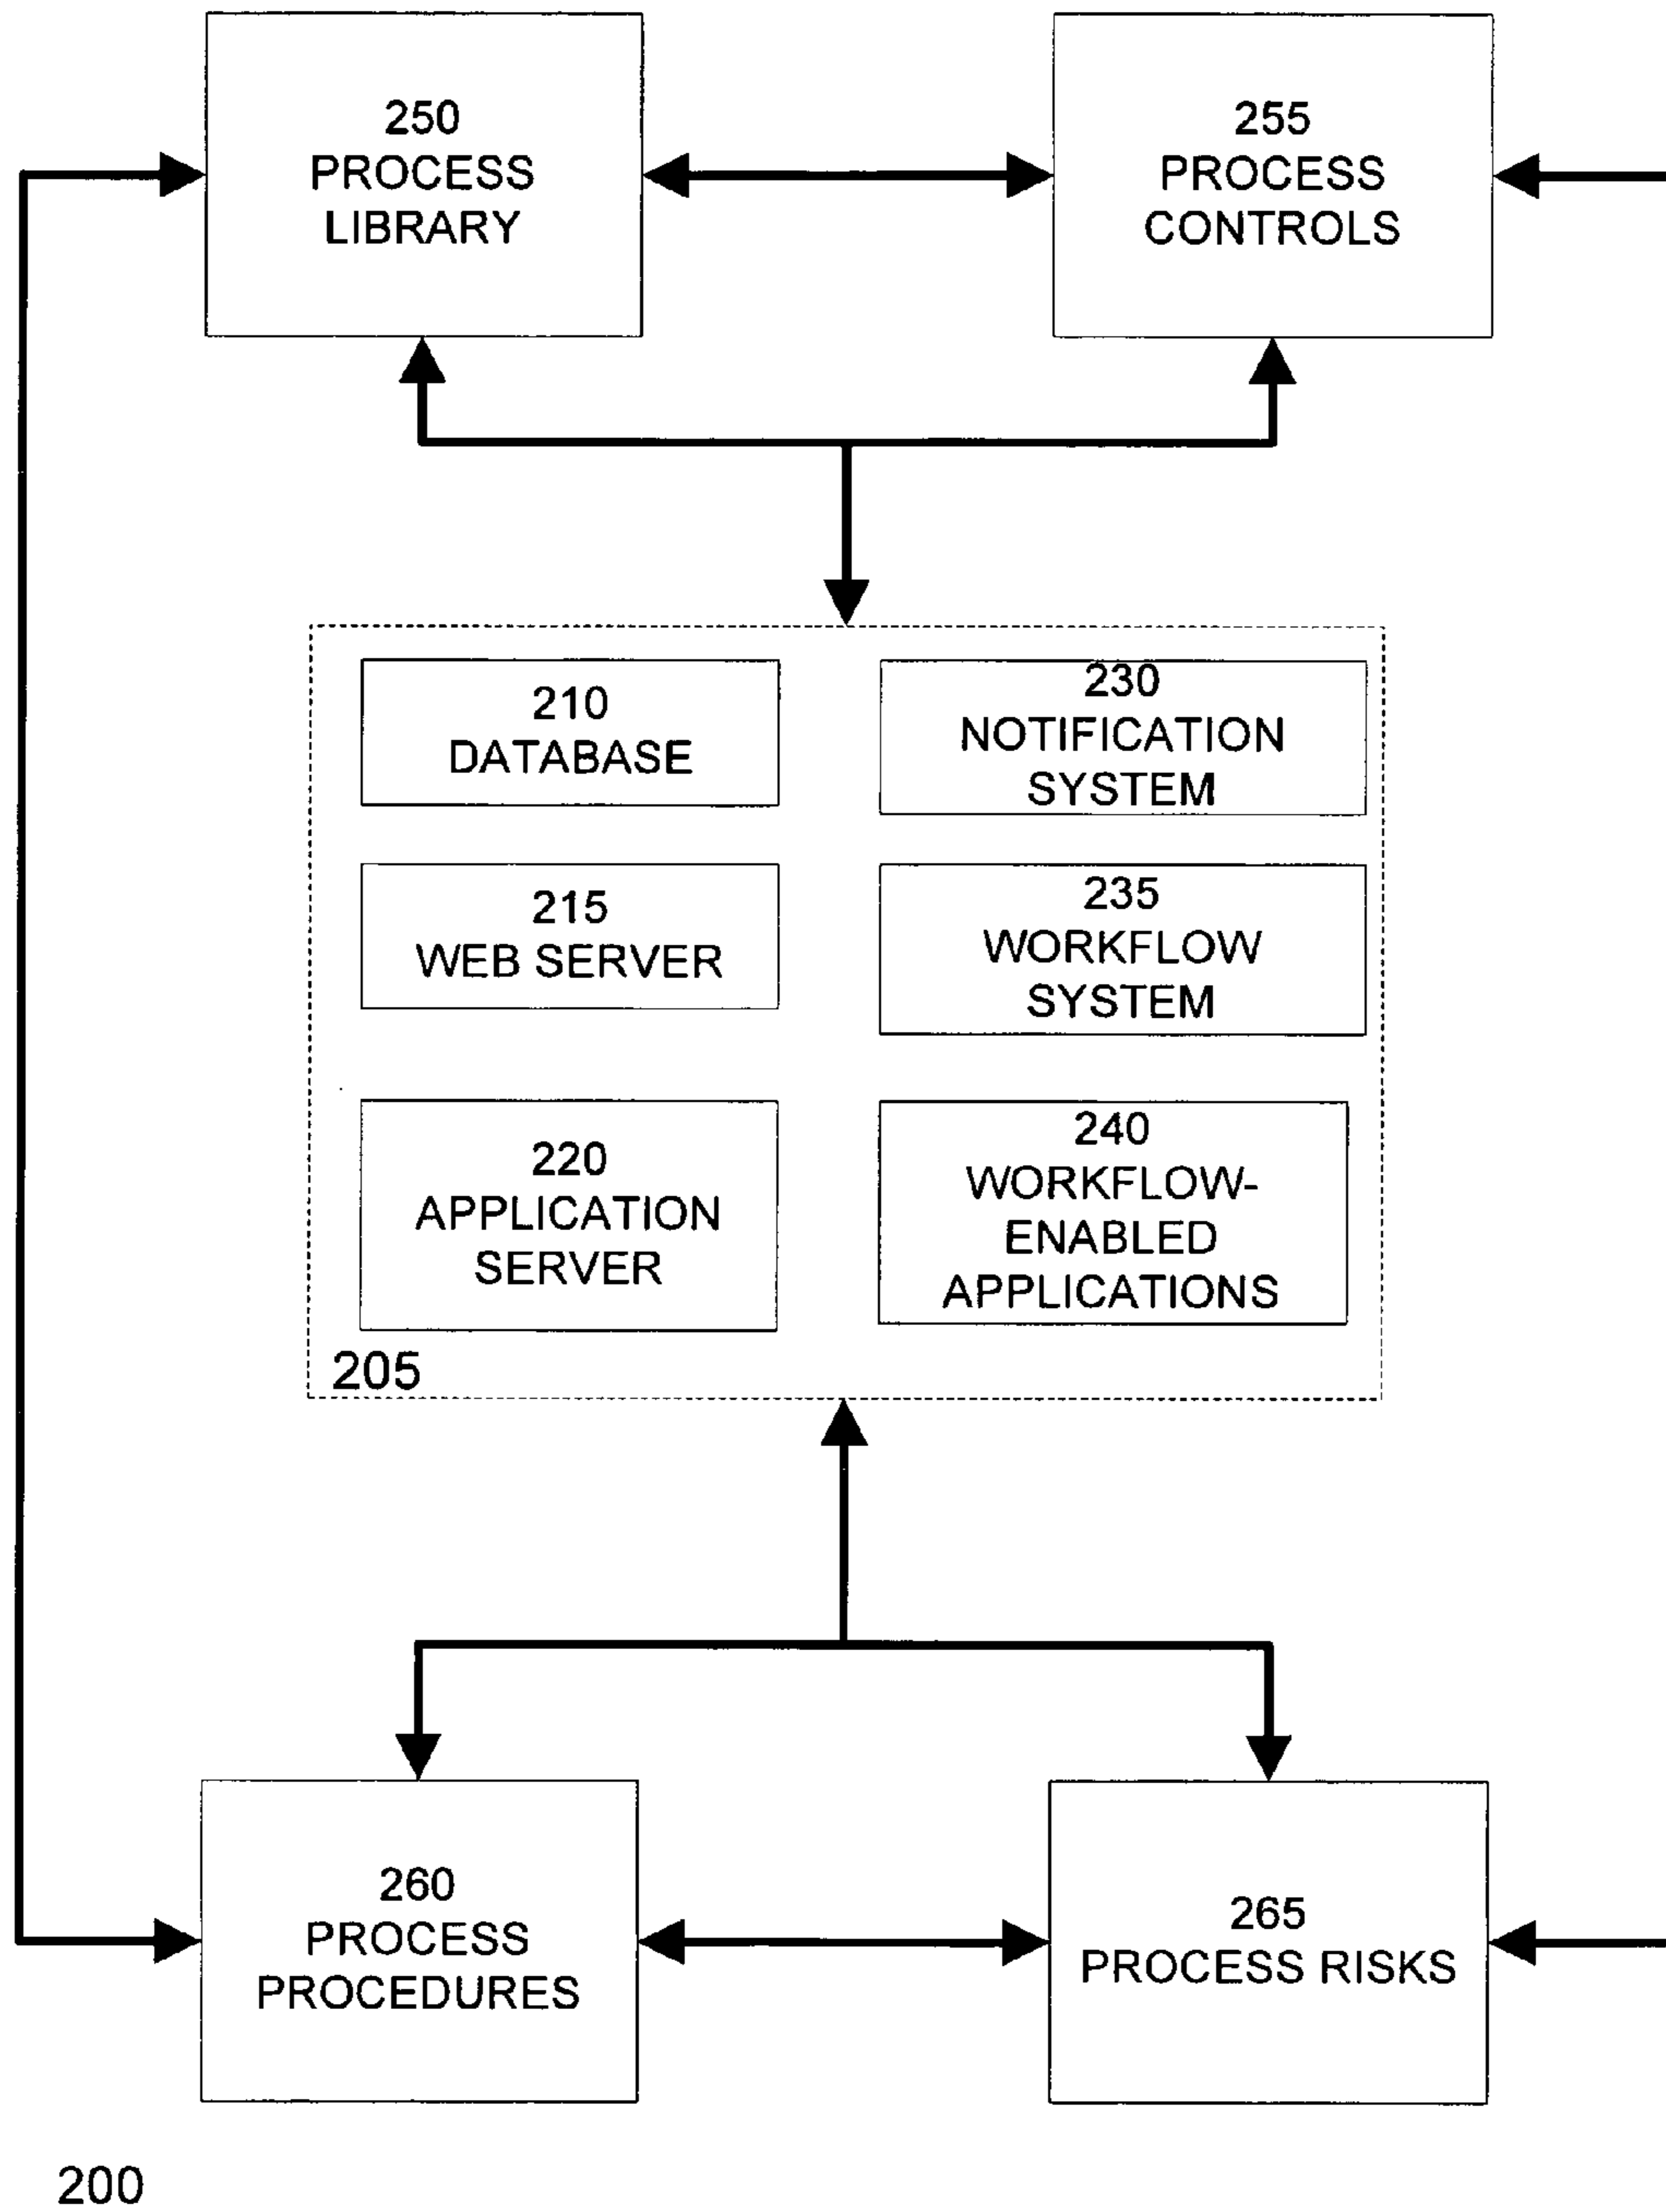 250
PROCESS
LIBRARY
255
PROCESS
CONTROLS
210
DATABASE
230
NOTIFICATION
SYSTEM
215
WEB SERVER
235
WORKFLOW
SYSTEM
220
APPLICATION
SERVER
240
WORKFLOW-
ENABLED
APPLICATIONS
205
260
PROCESS
PROCEDURES
265
PROCESS RISKS
200